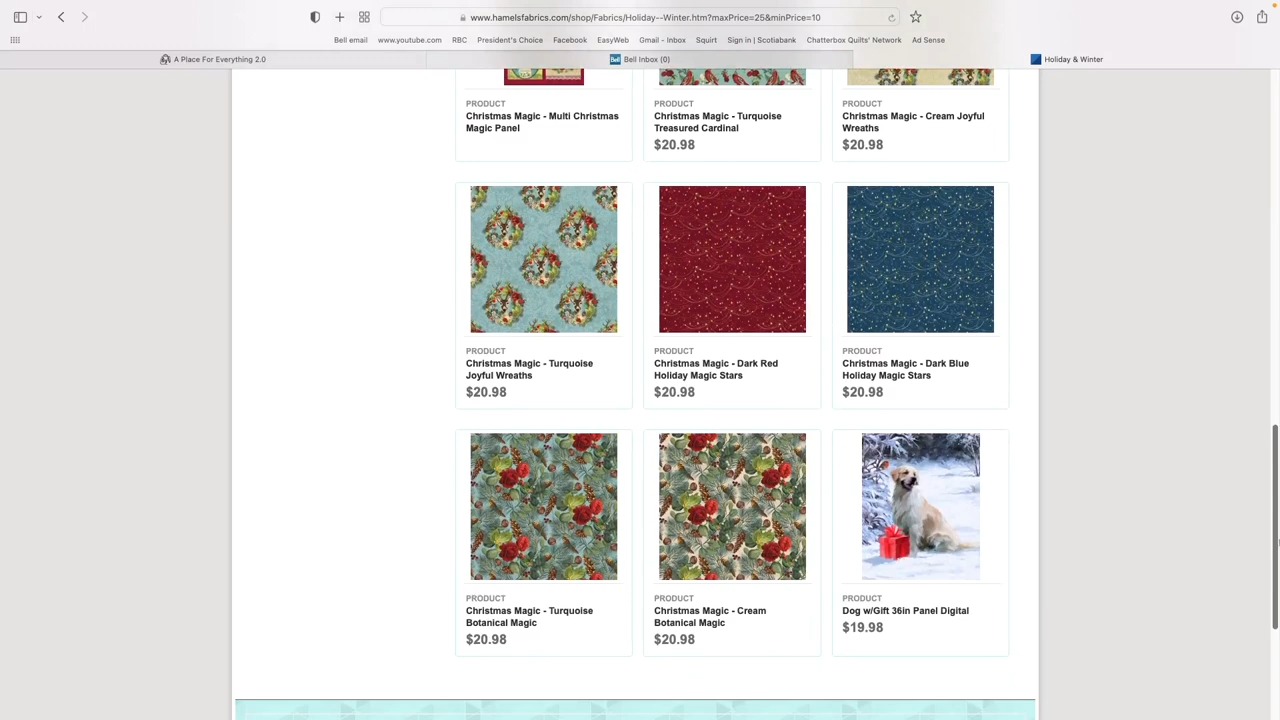 www.hamelsfabrics.com/shop/Fabrics/Holiday--Winter.htm?maxPrice=25&minPrice=10
Bell email www.youtube.com RBC President's Choice Facebook EasyWeb Gmail - Inbox Squirt Sign in | Scotiabank Chatterbox Quilts' Network Ad Sense
A Place For Everything 2.0 Bell Bell Inbox (0) Holiday & Winter
PRODUCT
Christmas Magic - Multi Christmas
Magic Panel
PRODUCT
Christmas Magic - Turquoise
Treasured Cardinal
$20.98
PRODUCT
Christmas Magic - Cream Joyful
Wreaths
$20.98
PRODUCT
Christmas Magic - Turquoise
Joyful Wreaths
$20.98
PRODUCT
Christmas Magic - Dark Red
Holiday Magic Stars
$20.98
PRODUCT
Christmas Magic - Dark Blue
Holiday Magic Stars
$20.98
PRODUCT
Christmas Magic - Turquoise
Botanical Magic
$20.98
PRODUCT
Christmas Magic - Cream
Botanical Magic
$20.98
PRODUCT
Dog w/Gift 36in Panel Digital
$19.98